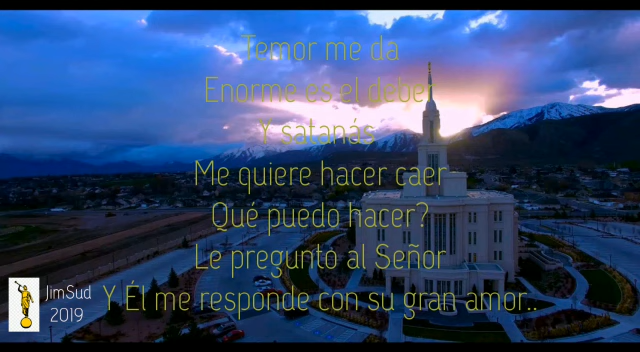 Temor me da
Enorme es el deber
Y satanás
Me quiere hacer caer
Qué puedo hacer?
Le pregunto al Señor
Y Él me responde con su gran amor..
JimSud
2019